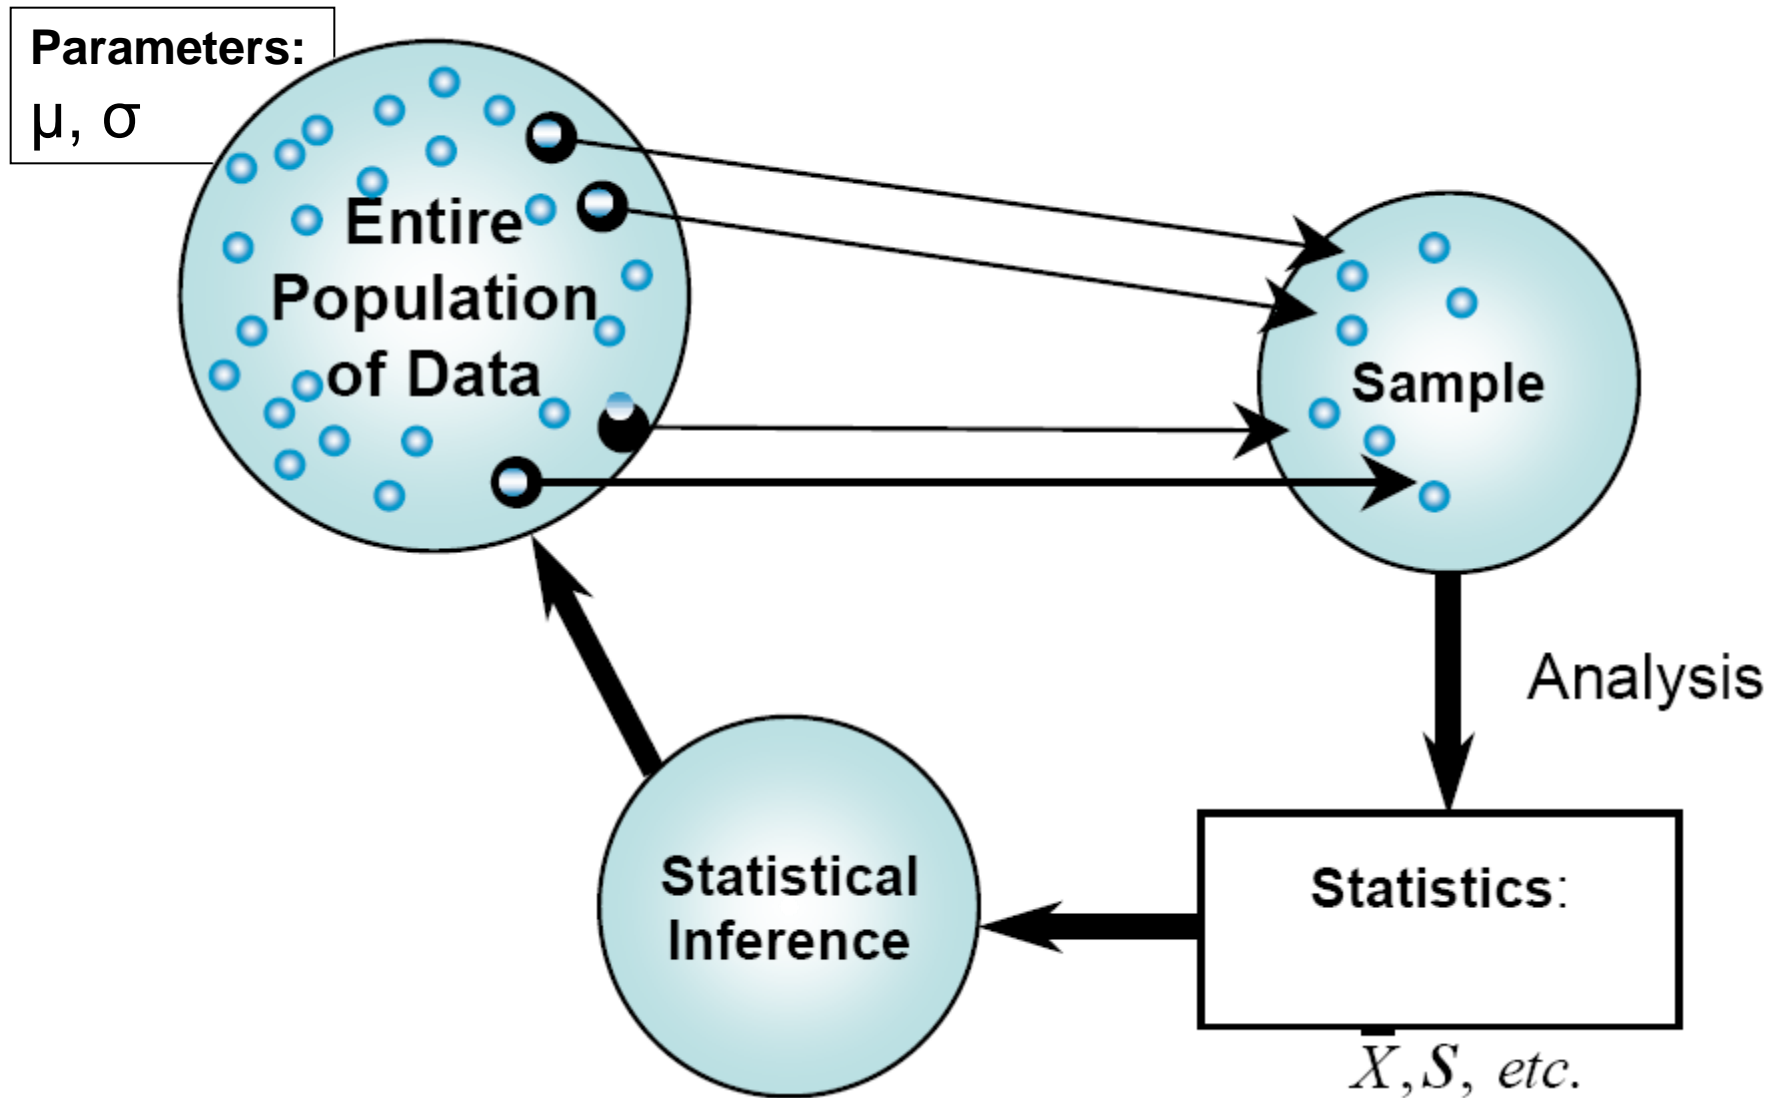 Parameters:
μ, σ
Entire
Population
of Data
Sample
Analysis
Statistics:
X̄, S, etc.
Statistical
Inference